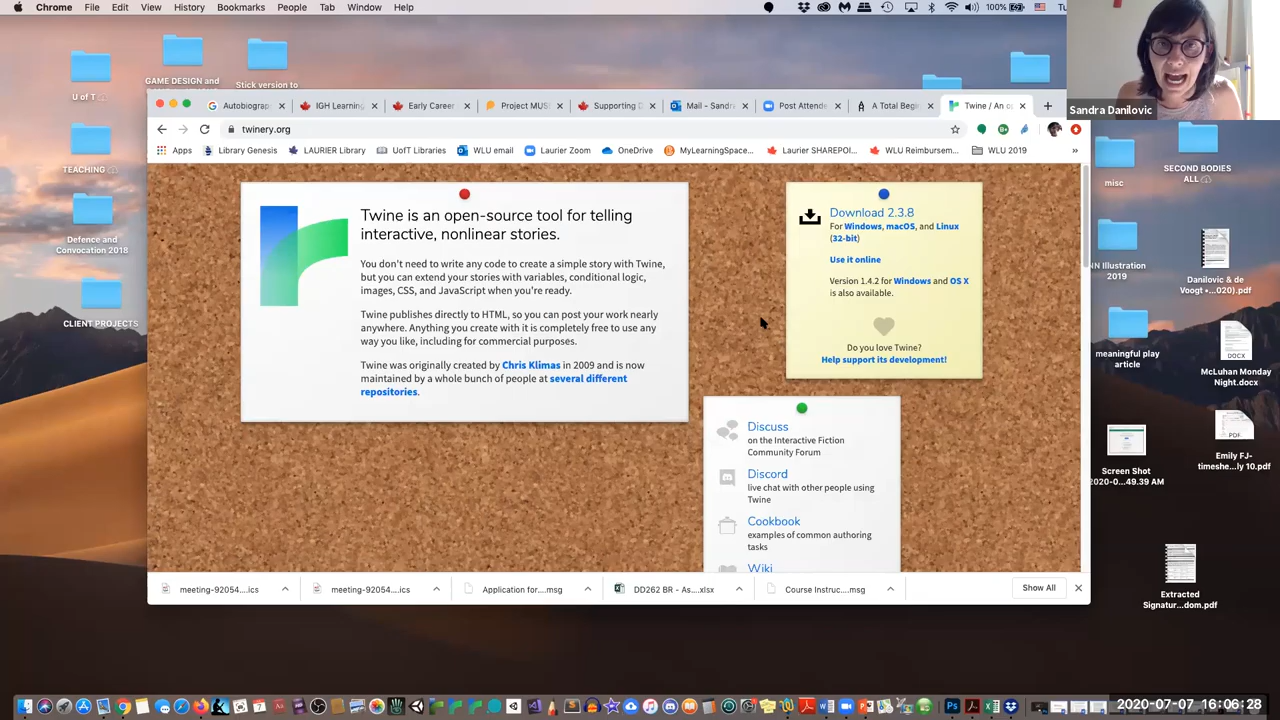 Chrome File Edit View History Bookmarks People Tab Window Help
100%
Tu
GAME DESIGN and
Stick version to
U of T
TEACHING
Defence and
Convocation 2018
CLIENT PROJECTS
Sandra Danilovic
Autobiograp
IGH Learning
Early Career
Project MUS
Supporting D
Mail - Sandra
Post Attende
A Total Begin
Twine / An op
twinery.org
Apps
Library Genesis
LAURIER Library
UofT Libraries
WLU email
Laurier Zoom
OneDrive
MyLearningSpace...
Laurier SHAREPOI...
WLU Reimbursem...
WLU 2019
»
Twine is an open-source tool for telling
interactive, nonlinear stories.
You don't need to write any code to create a simple story with Twine,
but you can extend your stories with variables, conditional logic,
images, CSS, and JavaScript when you're ready.
Twine publishes directly to HTML, so you can post your work nearly
anywhere. Anything you create with it is completely free to use any
way you like, including for commercial purposes.
Twine was originally created by Chris Klimas in 2009 and is now
maintained by a whole bunch of people at several different
repositories.
Download 2.3.8
For Windows, macOS, and Linux
(32-bit)
Use it online
Version 1.4.2 for Windows and OS X
is also available.
Do you love Twine?
Help support its development!
Discuss
on the Interactive Fiction
Community Forum
Discord
live chat with other people using
Twine
Cookbook
examples of common authoring
tasks
Wiki
misc
SECOND BODIES
ALL
NN Illustration
2019
Danilovic & de
Voogt •...020).pdf
meaningful play
article
DOCX
McLuhan Monday
Night.docx
Screen Shot
2020-0...49.39 AM
PDF
Emily FJ-
timeshe...ly 10.pdf
Extracted
Signatur...dom.pdf
meeting-92054....ics
meeting-92054....ics
Application for....msg
DD262 BR - As....xlsx
Course Instruc....msg
Show All
2020-07-07 16:06:28